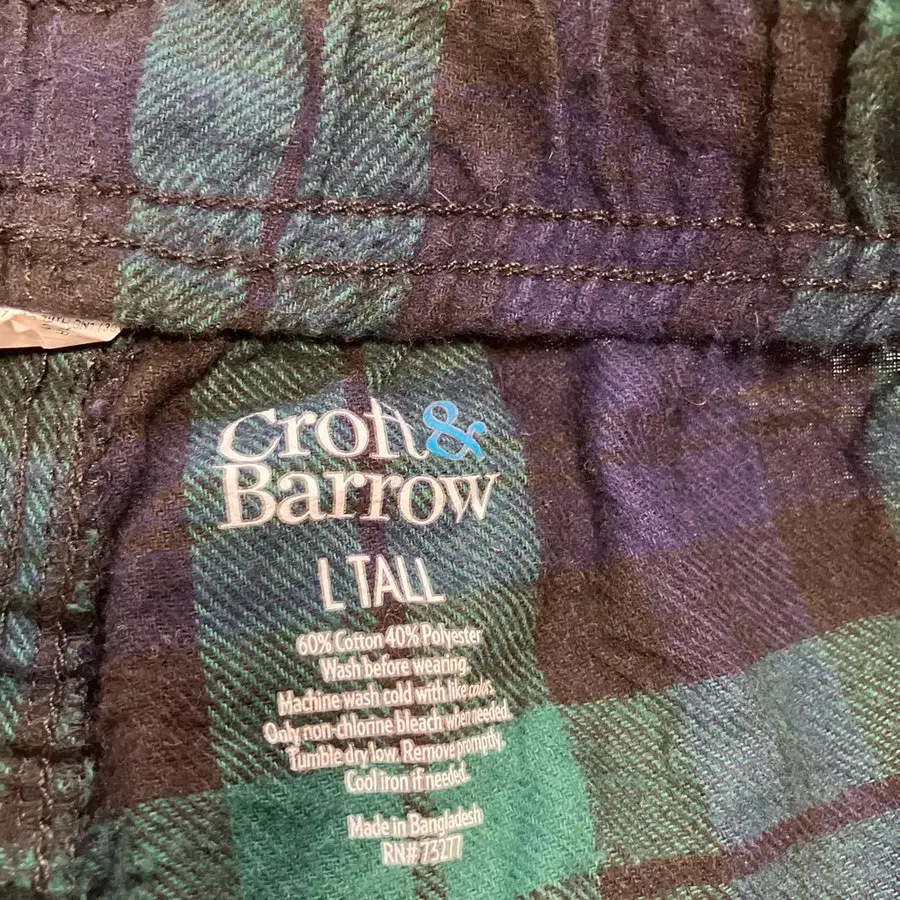 Croft &
Barrow
L TALL
60% Cotton 40% Polyester
Wash before wearing.
Machine wash cold with like colors.
Only non-chlorine bleach when needed.
Tumble dry low. Remove promptly.
Cool iron if needed.
Made in Bangladesh
RN# 73277